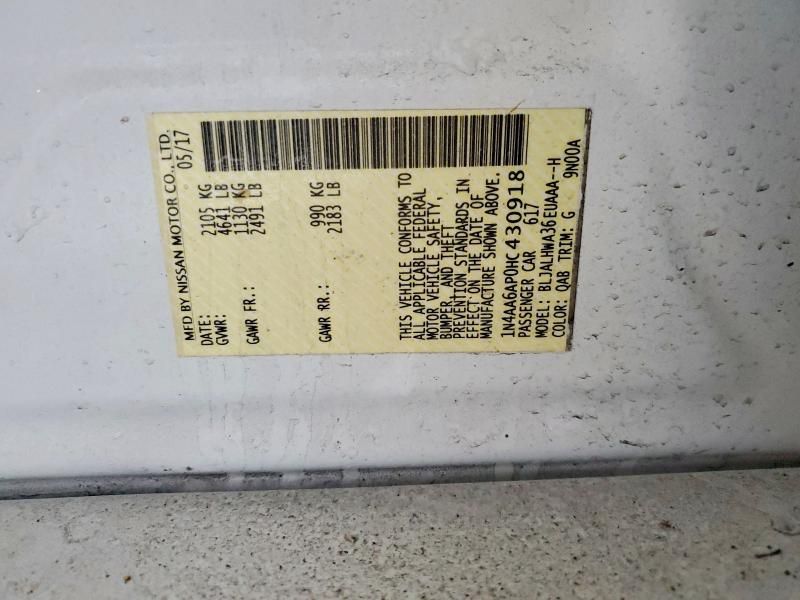 MFD BY NISSAN MOTOR CO., LTD.
DATE: 05/17
GVWR: 2105 KG
4641 LB
GAWR FR.: 1130 KG
2491 LB
GAWR RR.: 990 KG
2183 LB
THIS VEHICLE CONFORMS TO
ALL APPLICABLE FEDERAL
MOTOR VEHICLE SAFETY,
BUMPER, AND THEFT
PREVENTION STANDARDS IN
EFFECT ON THE DATE OF
MANUFACTURE SHOWN ABOVE.
1N4AA6AP0HC430918
PASSENGER CAR 617
MODEL: BLJALHWA36EUAAA--H
COLOR: QAB TRIM: G 9N00A